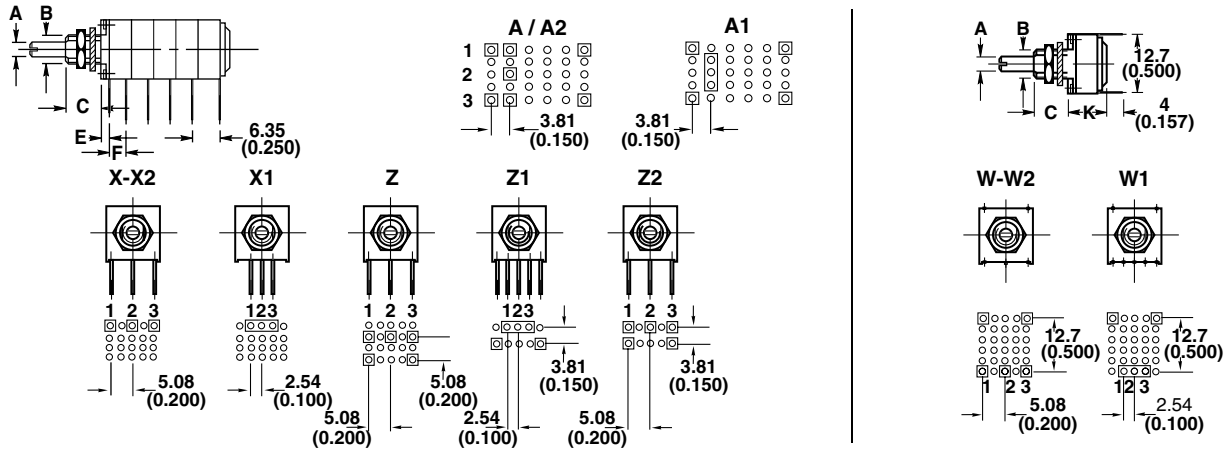 A B
C
E
F
6.35
(0.250)
A / A2
1
2
3
3.81
(0.150)
A1
3.81
(0.150)
A B
C K
12.7
(0.500)
4
(0.157)
X-X2
1 2 3
5.08
(0.200)
X1
123
2.54
(0.100)
Z
1 2 3
5.08
(0.200)
5.08
(0.200)
Z1
123
3.81
(0.150)
2.54
(0.100)
Z2
1 2 3
3.81
(0.150)
5.08
(0.200)
W-W2
12.7
(0.500)
1 2 3
5.08
(0.200)
W1
12.7
(0.500)
12 3
2.54
(0.100)